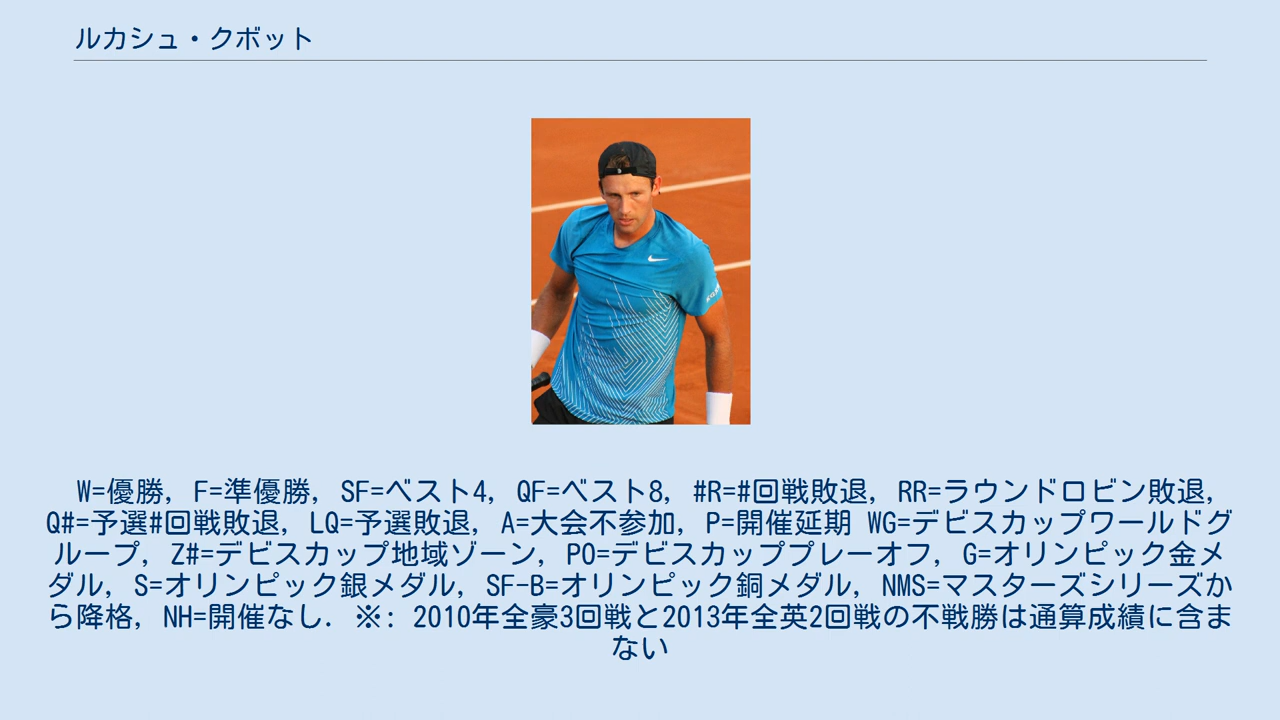 ルカシュ・クボット
W=優勝, F=準優勝, SF=ベスト4, QF=ベスト8, #R=#回戦敗退, RR=ラウンドロビン敗退,
Q#=予選#回戦敗退, LQ=予選敗退, A=大会不参加, P=開催延期 WG=デビスカップワールドグ
ループ, Z#=デビスカップ地域ゾーン, PO=デビスカッププレーオフ, G=オリンピック金メ
ダル, S=オリンピック銀メダル, SF-B=オリンピック銅メダル, NMS=マスターズシリーズか
ら降格, NH=開催なし. ※: 2010年全豪3回戦と2013年全英2回戦の不戦勝は通算成績に含ま
ない